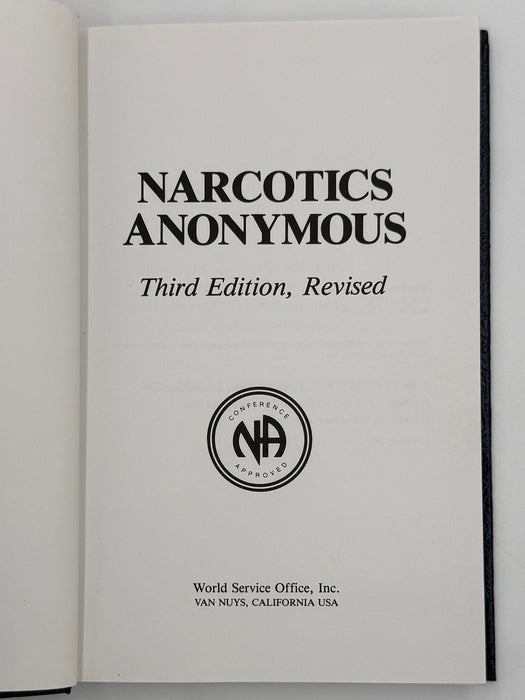 NARCOTICS
ANONYMOUS
Third Edition, Revised
CONFERENCE
NA
APPROVED
World Service Office, Inc.
VAN NUYS, CALIFORNIA USA